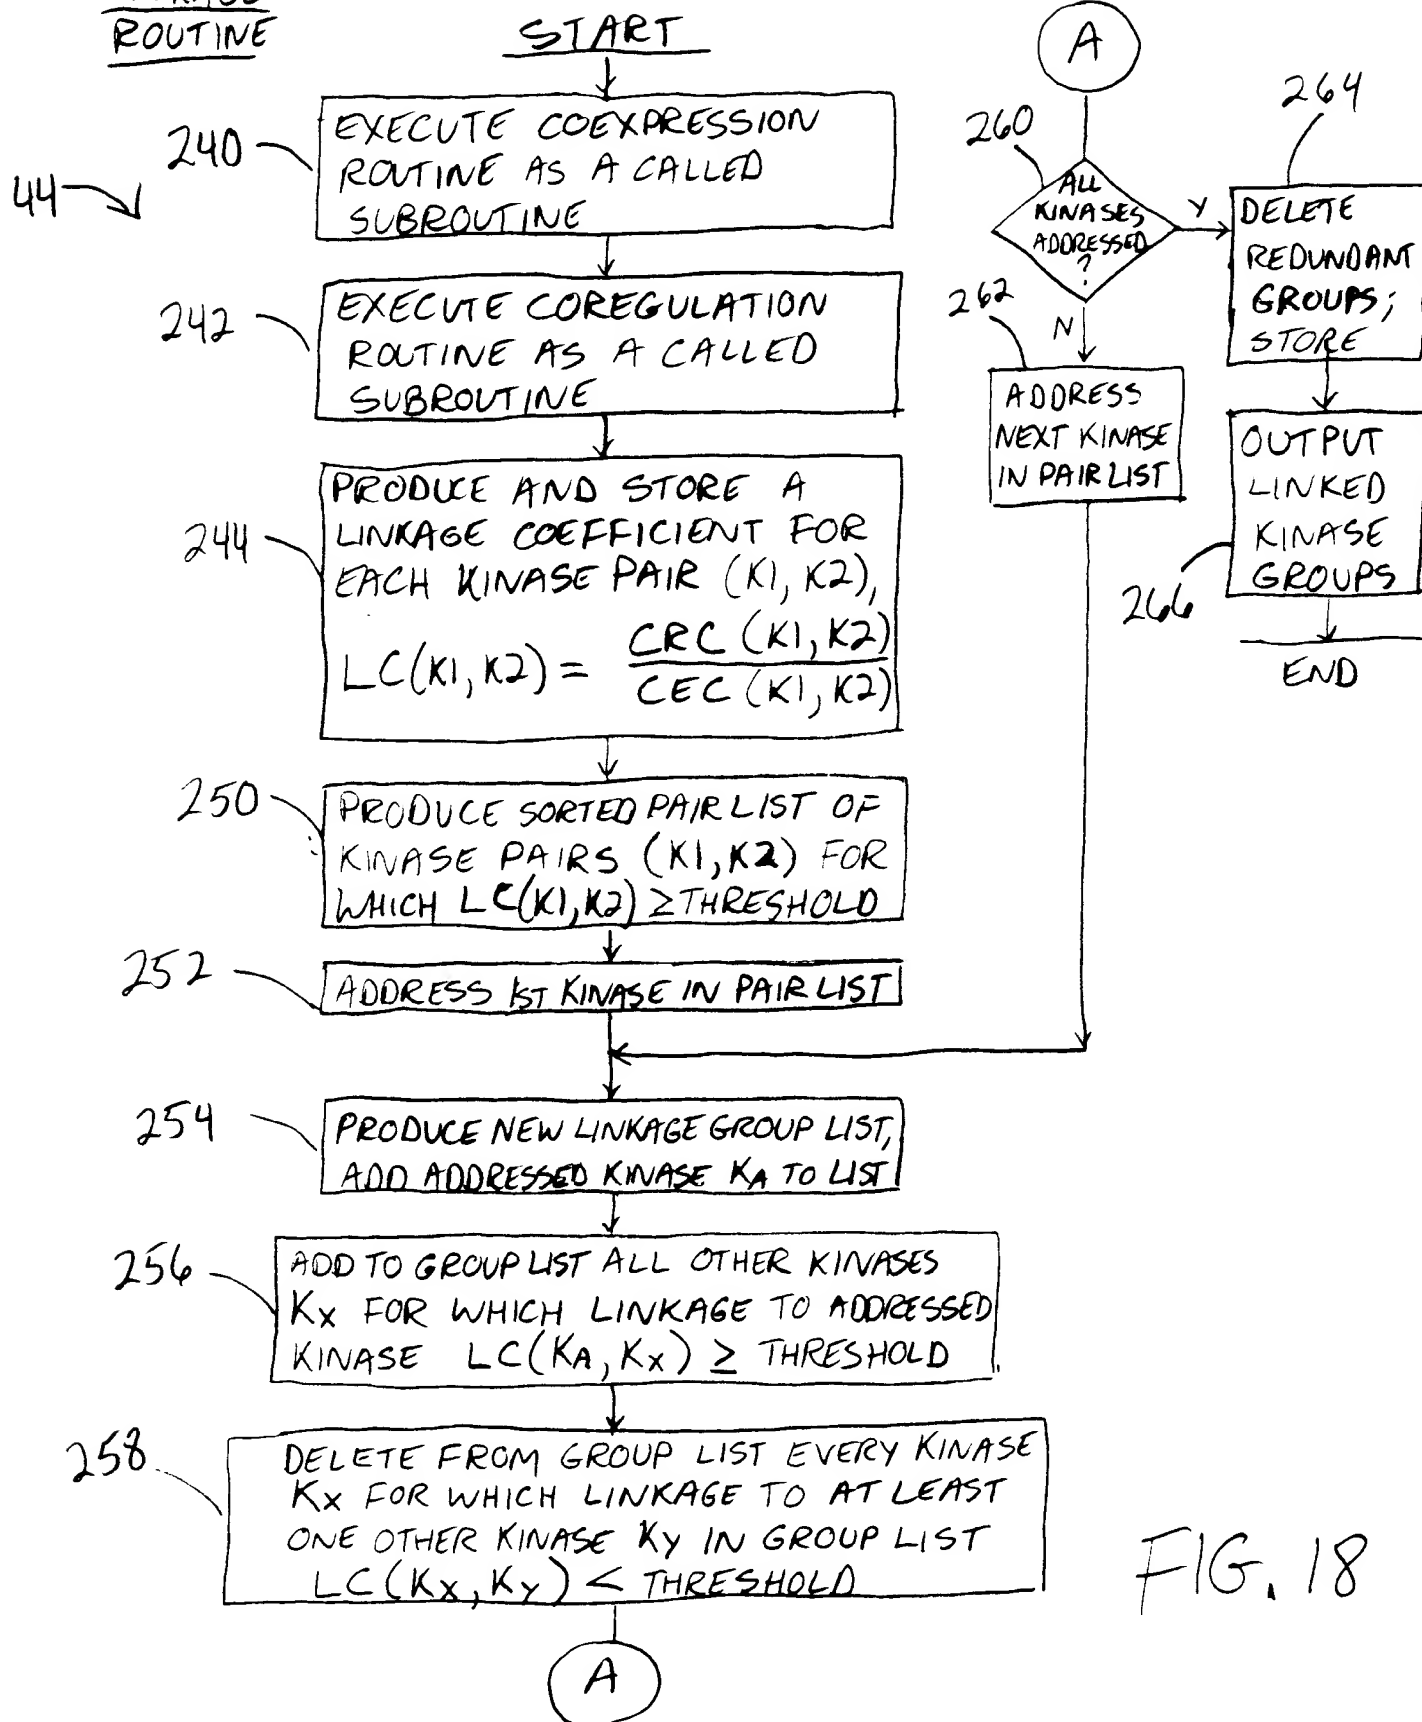 ROUTINE
START
240
EXECUTE COEXPRESSION
ROUTINE AS A CALLED
SUBROUTINE
44
242
EXECUTE COREGULATION
ROUTINE AS A CALLED
SUBROUTINE
244
PRODUCE AND STORE A
LINKAGE COEFFICIENT FOR
EACH KINASE PAIR (K1, K2),
LC(K1, K2) = CRC (K1, K2)
CEC (K1, K2)
250
PRODUCE SORTED PAIR LIST OF
KINASE PAIRS (K1, K2) FOR
WHICH LC(K1, K2) ≥ THRESHOLD
252
ADDRESS 1ST KINASE IN PAIR LIST
254
PRODUCE NEW LINKAGE GROUP LIST,
ADD ADDRESSED KINASE KA TO LIST
256
ADD TO GROUP LIST ALL OTHER KINASES
KX FOR WHICH LINKAGE TO ADDRESSED
KINASE LC(KA, KX) ≥ THRESHOLD
258
DELETE FROM GROUP LIST EVERY KINASE
KX FOR WHICH LINKAGE TO AT LEAST
ONE OTHER KINASE KY IN GROUP LIST
LC(KX, KY) < THRESHOLD
A
A
260
ALL
KINASES
ADDRESSED
?
Y
N
262
ADDRESS
NEXT KINASE
IN PAIR LIST
264
DELETE
REDUNDANT
GROUPS;
STORE
266
OUTPUT
LINKED
KINASE
GROUPS
END
FIG. 18